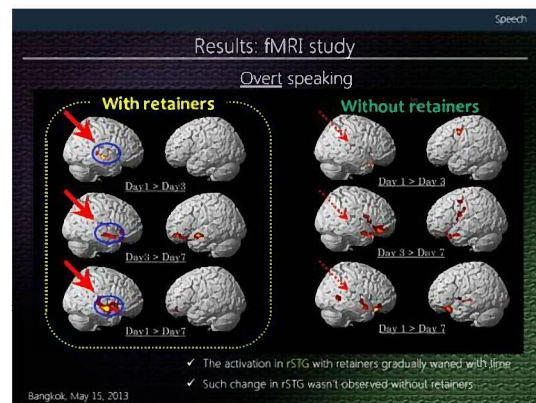 Speech
Results: fMRI study
Overt speaking
With retainers
Without retainers
Day1 > Day3
Day 1 > Day 3
Day3 > Day7
Day 3 > Day 7
Day1 > Day7
Day 1 > Day 7
✓ The activation in rSTG with retainers gradually waned with time
✓ Such change in rSTG wasn't observed without retainers
Bangkok, May 15, 2013